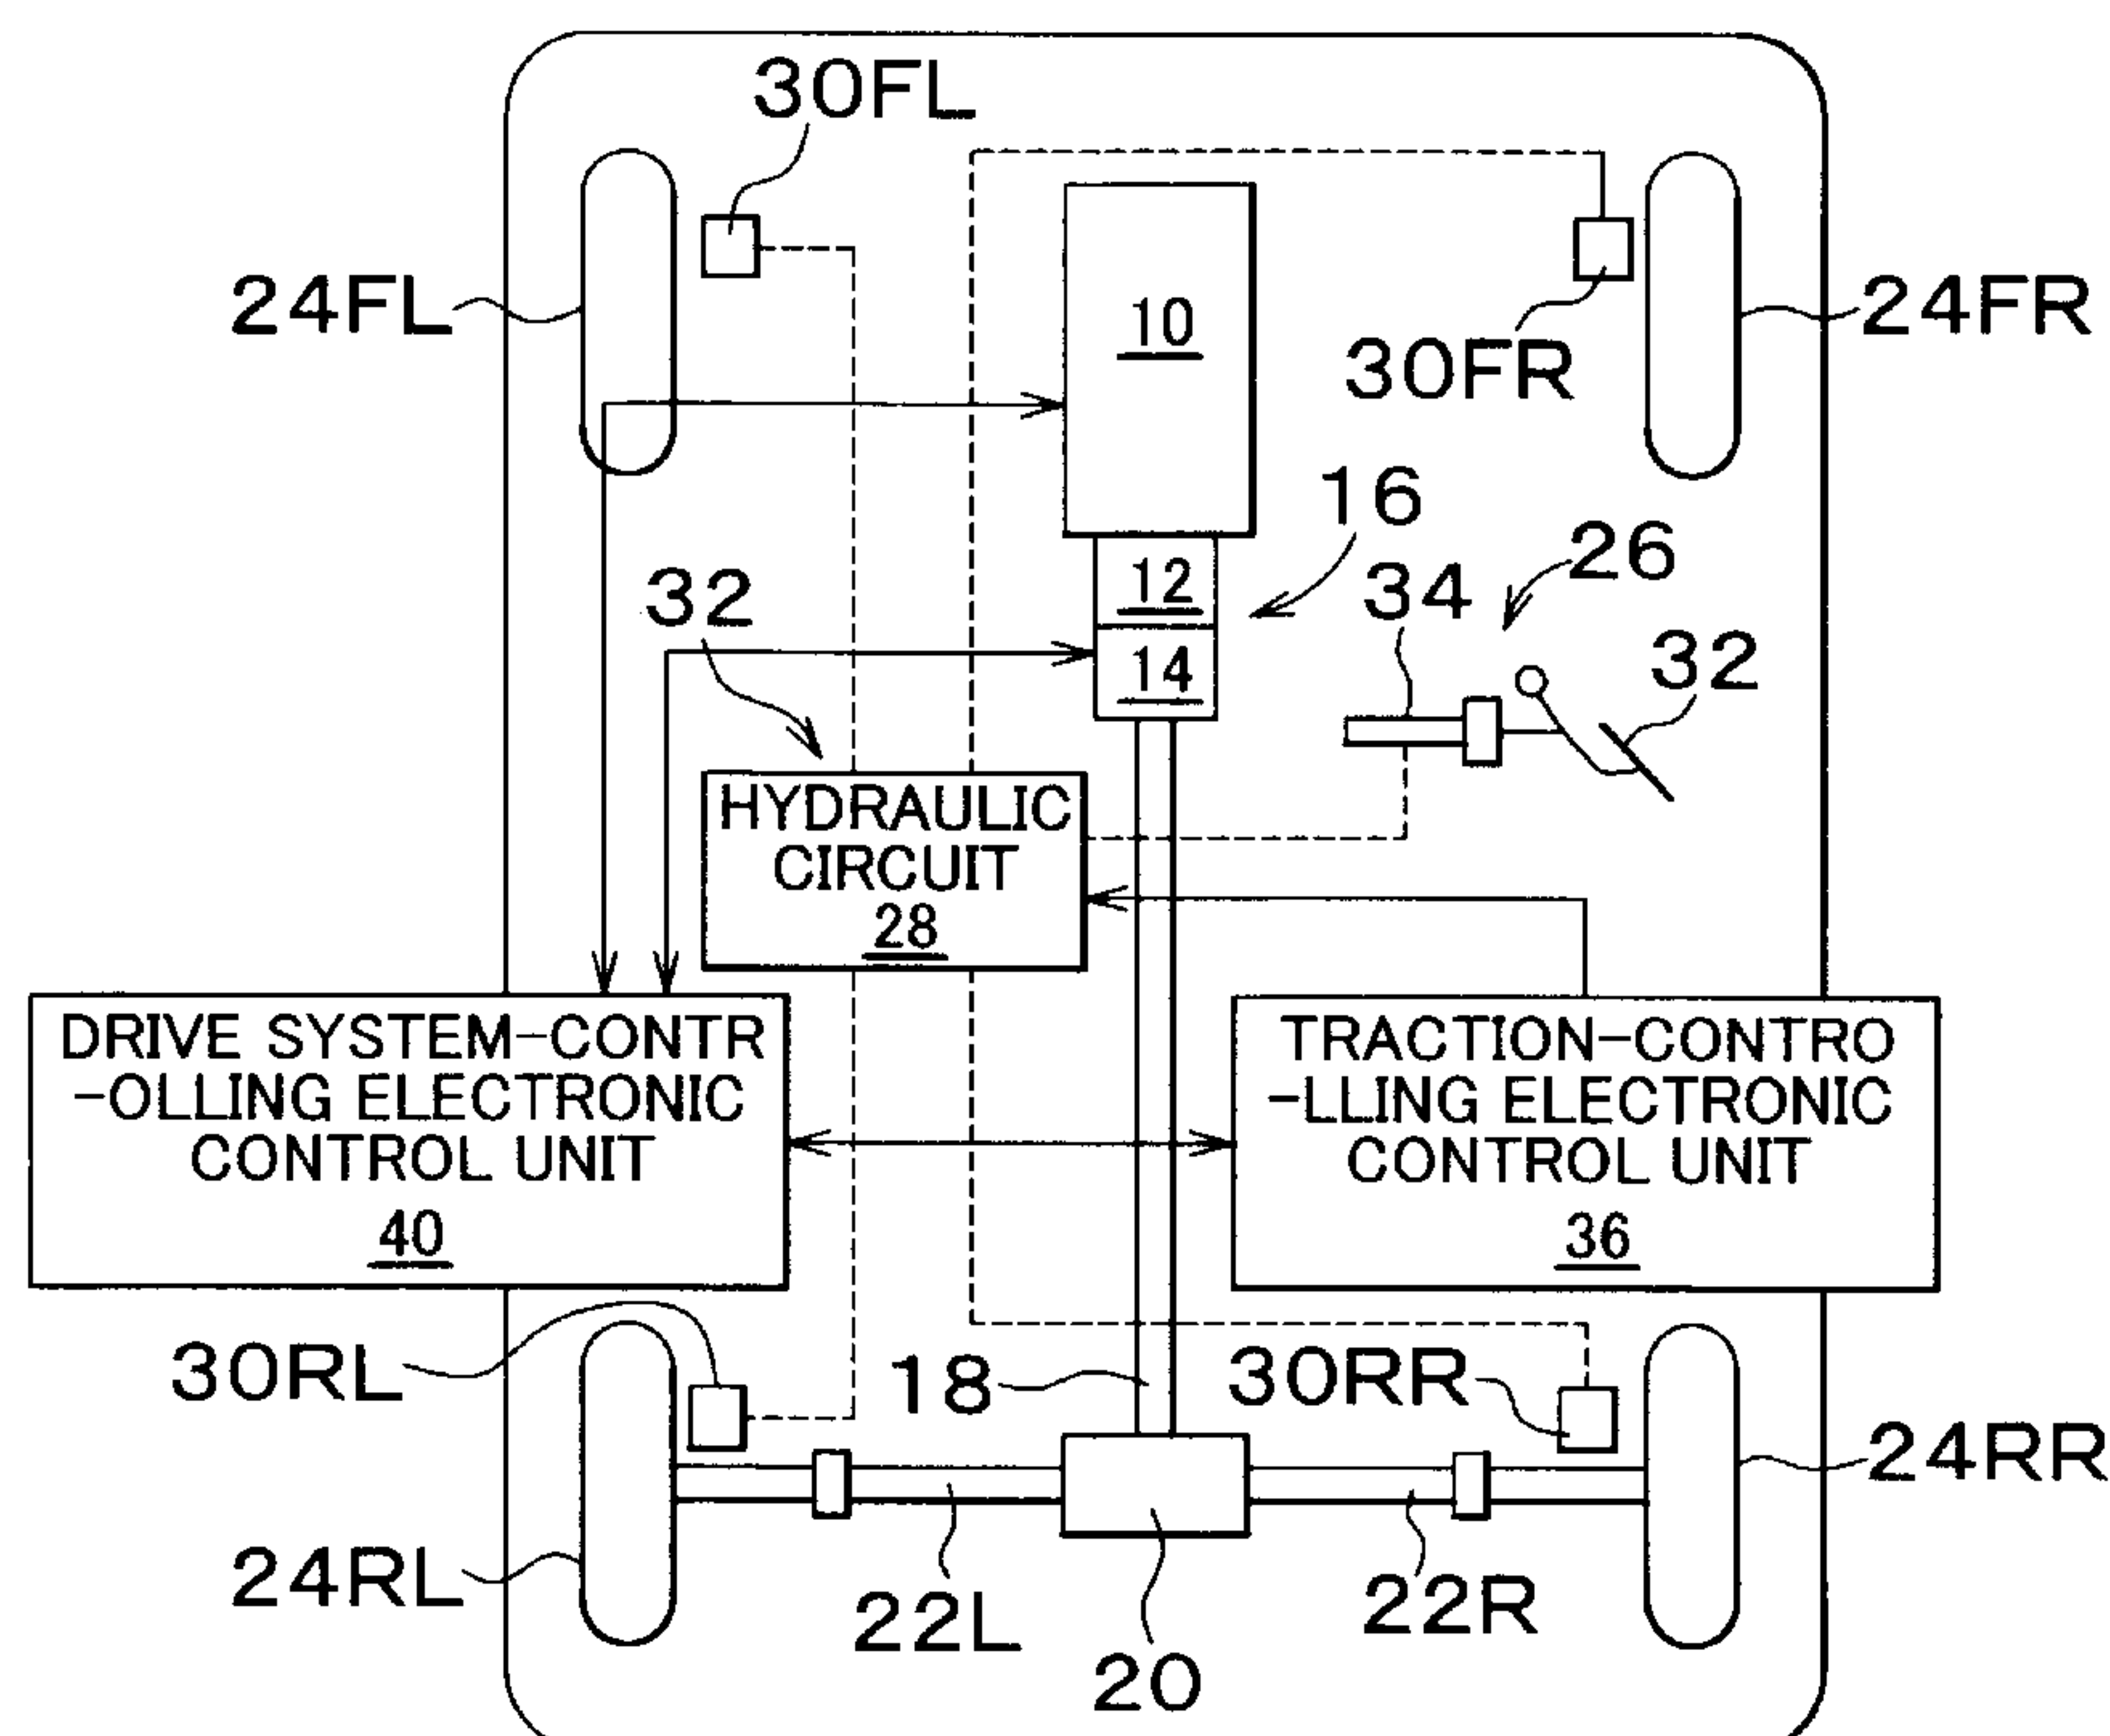 30FL
24FL
10
30FR
24FR
16
26
12
34
32
32
14
HYDRAULIC
CIRCUIT
28
DRIVE SYSTEM-CONTR
-OLLING ELECTRONIC
CONTROL UNIT
40
TRACTION-CONTRO
-LLING ELECTRONIC
CONTROL UNIT
36
30RL
18
30RR
24RR
24RL
22L
22R
20